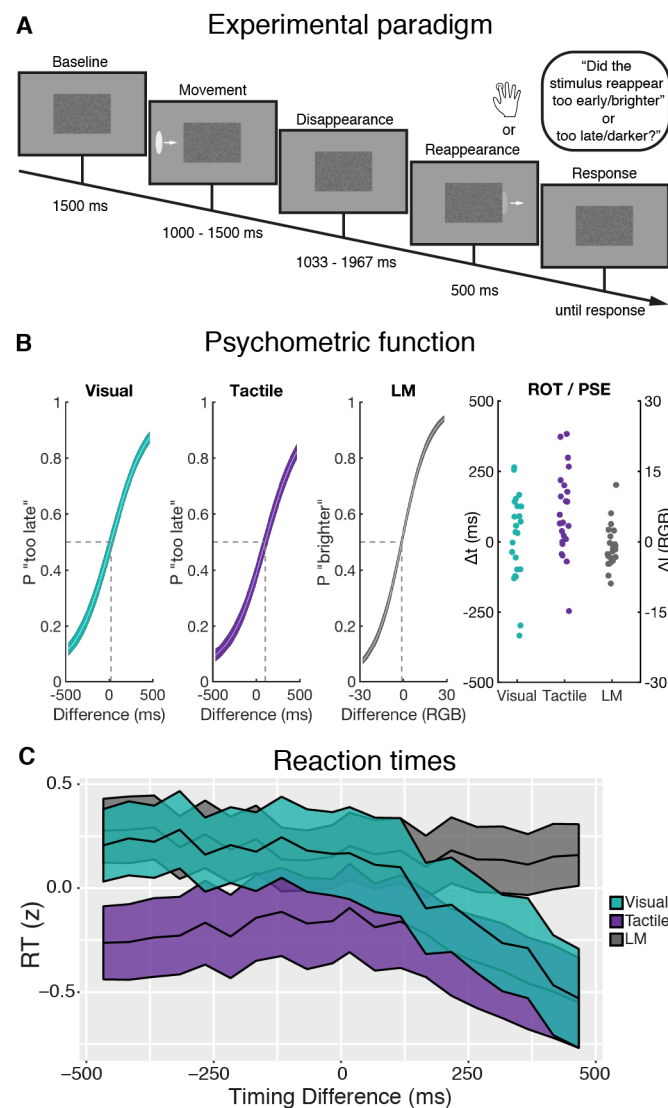 A Experimental paradigm
Baseline
Movement
Disappearance
Reappearance
Response
or
"Did the
stimulus reappear
too early/brighter"
or
too late/darker?"
1500 ms
1000 - 1500 ms
1033 - 1967 ms
500 ms
until response
B Psychometric function
Visual
P "too late"
1
0.8
0.6
0.4
0.2
0
-500 0 500
Difference (ms)
Tactile
P "too late"
1
0.8
0.6
0.4
0.2
0
-500 0 500
Difference (ms)
LM
P "brighter"
1
0.8
0.6
0.4
0.2
0
-30 0 30
Difference (RGB)
ROT / PSE
Δt (ms)
500
250
0
-250
-500
Visual Tactile LM
30
15
0
-15
-30
ΔI (RGB)
C Reaction times
RT (z)
0.5
0.0
−0.5
−500 −250 0 250 500
Timing Difference (ms)
Visual
Tactile
LM